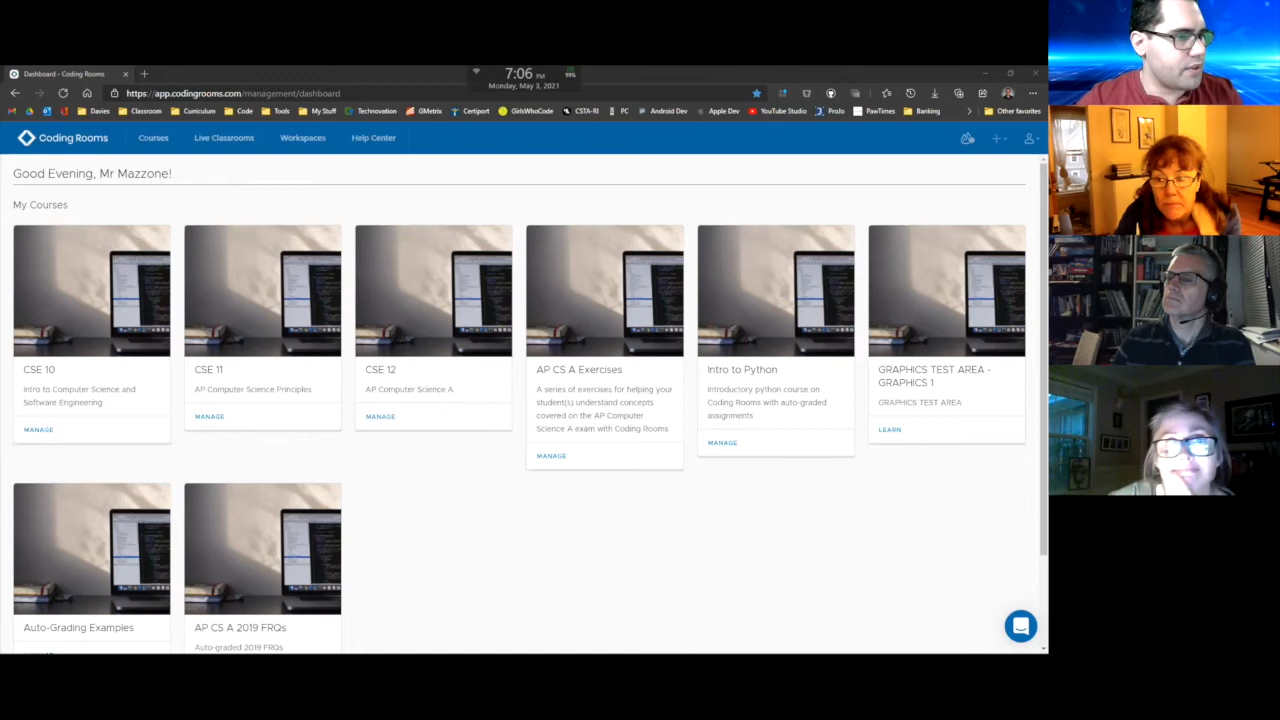 Dashboard - Coding Rooms
7:06 PM
99%
Monday, May 3, 2021
https://app.codingrooms.com/management/dashboard
Davies Classroom Curriculum Code Tools My Stuff Technovation GMetrix Certiport GirlsWhoCode CSTA-RI PC Android Dev Apple Dev YouTube Studio ProJo PawTimes Banking Other favorites
Coding Rooms Courses Live Classrooms Workspaces Help Center
Good Evening, Mr Mazzone!
My Courses
CSE 10
Intro to Computer Science and
Software Engineering
MANAGE
CSE 11
AP Computer Science Principles
MANAGE
CSE 12
AP Computer Science A
MANAGE
AP CS A Exercises
A series of exercises for helping your
student(s) understand concepts
covered on the AP Computer
Science A exam with Coding Rooms
MANAGE
Intro to Python
Introductory python course on
Coding Rooms with auto-graded
assignments
MANAGE
GRAPHICS TEST AREA -
GRAPHICS 1
GRAPHICS TEST AREA
LEARN
Auto-Grading Examples
AP CS A 2019 FRQs
Auto-graded 2019 FRQs